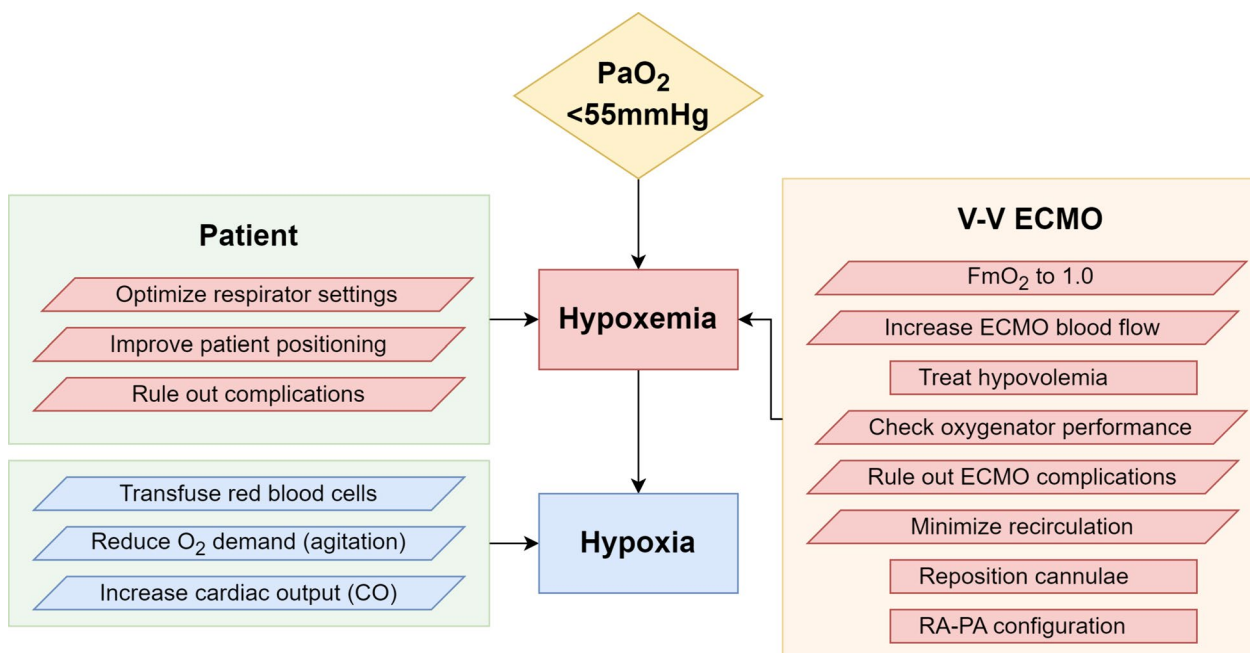 PaO₂
<55mmHg
Patient
Optimize respirator settings
Improve patient positioning
Rule out complications
Transfuse red blood cells
Reduce O₂ demand (agitation)
Increase cardiac output (CO)
Hypoxemia
Hypoxia
V-V ECMO
FmO₂ to 1.0
Increase ECMO blood flow
Treat hypovolemia
Check oxygenator performance
Rule out ECMO complications
Minimize recirculation
Reposition cannulae
RA-PA configuration